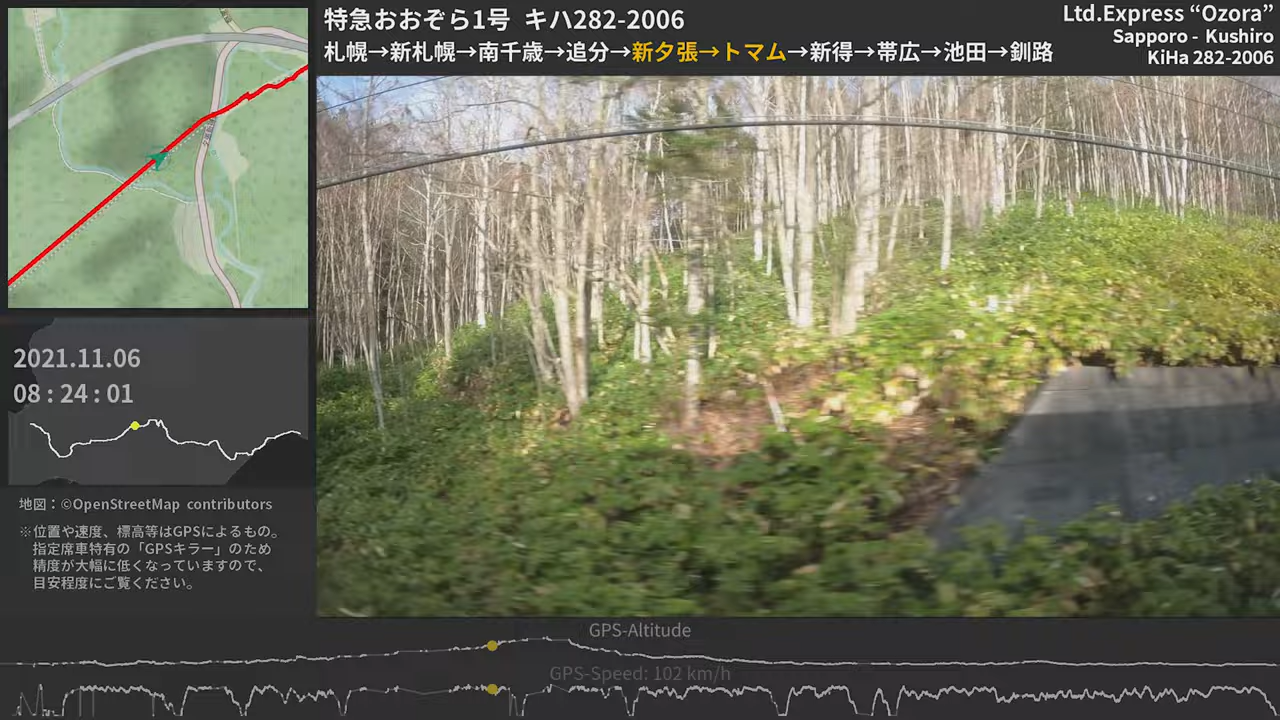 特急おおぞら1号 キハ282-2006
札幌→新札幌→南千歳→追分→新夕張→トマム→新得→帯広→池田→釧路
Ltd.Express “Ozora”
Sapporo - Kushiro
KiHa 282-2006
2021.11.06
08:24:01
地図：©OpenStreetMap contributors
※位置や速度、標高等はGPSによるもの。
指定席車特有の「GPSキラー」のため
精度が大幅に低くなっていますので、
目安程度にご覧ください。
GPS-Altitude
GPS-Speed: 102 km/h